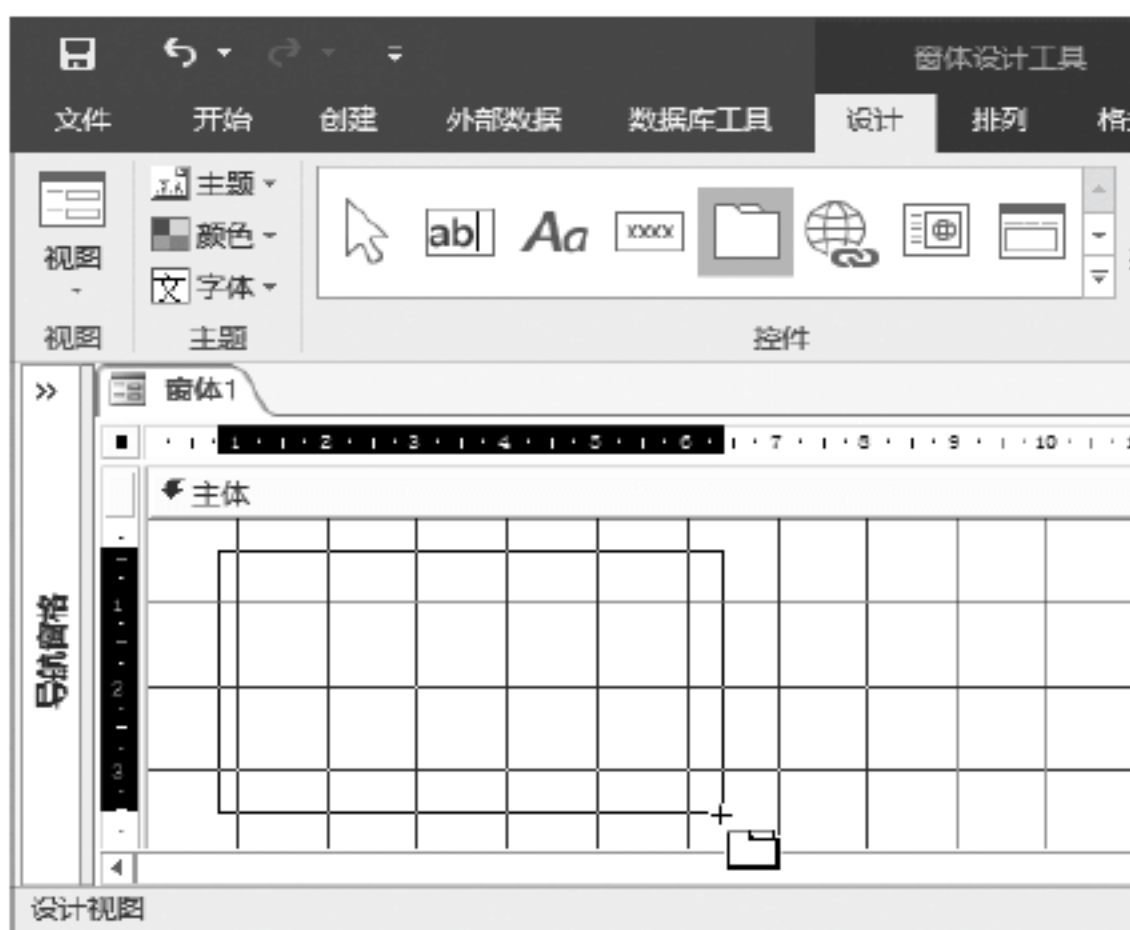 窗体设计工具
文件 开始 创建 外部数据 数据库工具 设计 排列
视图
主题
颜色
字体
ab Aa XXXX
视图 主题 控件
窗体1
1 2 3 4 5 6 7 8 9 10
主体
1
2
3
导航窗格
设计视图